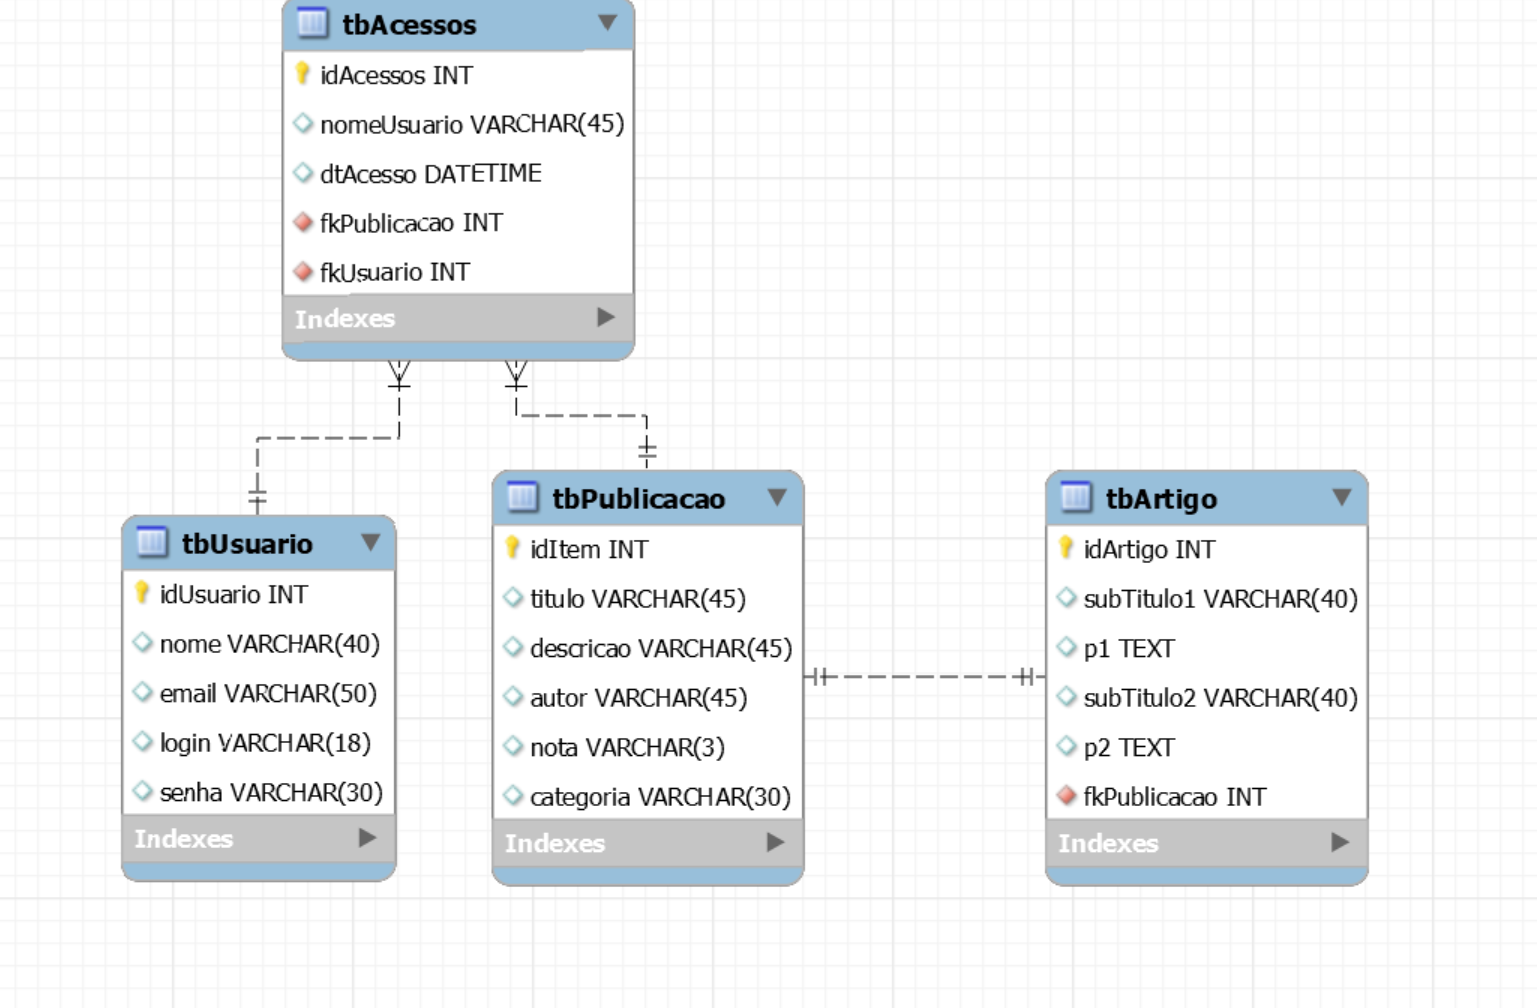 tbAcessos
idAcessos INT
nomeUsuario VARCHAR(45)
dtAcesso DATETIME
fkPublicacao INT
fkUsuario INT
Indexes
tbUsuario
idUsuario INT
nome VARCHAR(40)
email VARCHAR(50)
login VARCHAR(18)
senha VARCHAR(30)
Indexes
tbPublicacao
idItem INT
titulo VARCHAR(45)
descricao VARCHAR(45)
autor VARCHAR(45)
nota VARCHAR(3)
categoria VARCHAR(30)
Indexes
tbArtigo
idArtigo INT
subTitulo1 VARCHAR(40)
p1 TEXT
subTitulo2 VARCHAR(40)
p2 TEXT
fkPublicacao INT
Indexes